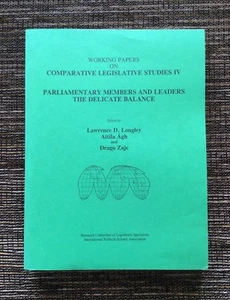 WORKING PAPERS
ON
COMPARATIVE LEGISLATIVE STUDIES IV
PARLIAMENTARY MEMBERS AND LEADERS
THE DELICATE BALANCE
Edited by
Lawrence D. Longley
Attila Ágh
and
Drago Zajc
Research Committee of Legislative Specialists
International Political Science Association